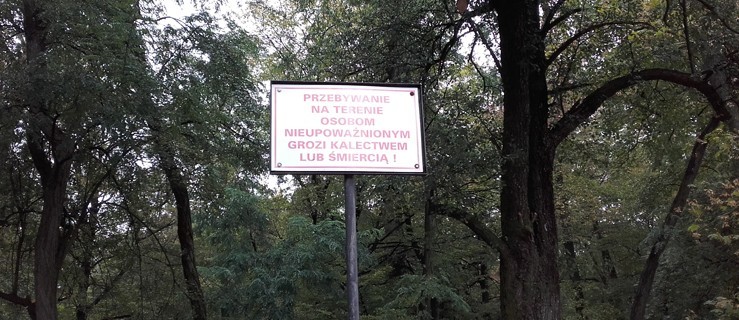 PRZEBYWANIE
NA TERENIE
OSOBOM
NIEUPOWAŻNIONYM
GROZI KALECTWEM
LUB ŚMIERCIĄ !